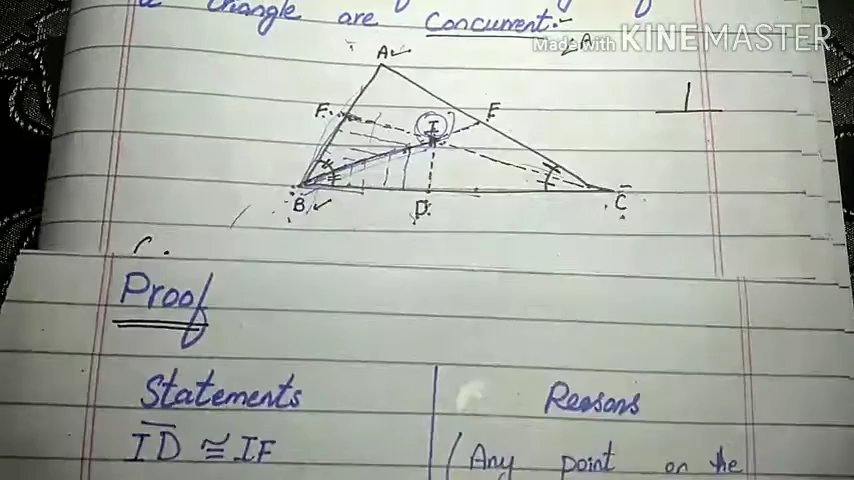 triangle are Concurrent:-
Made with KINEMASTER
∠A
A
F
I
E
1
B
D
C
Proof
Statements Reasons
ID ≅ IF (Any point on the